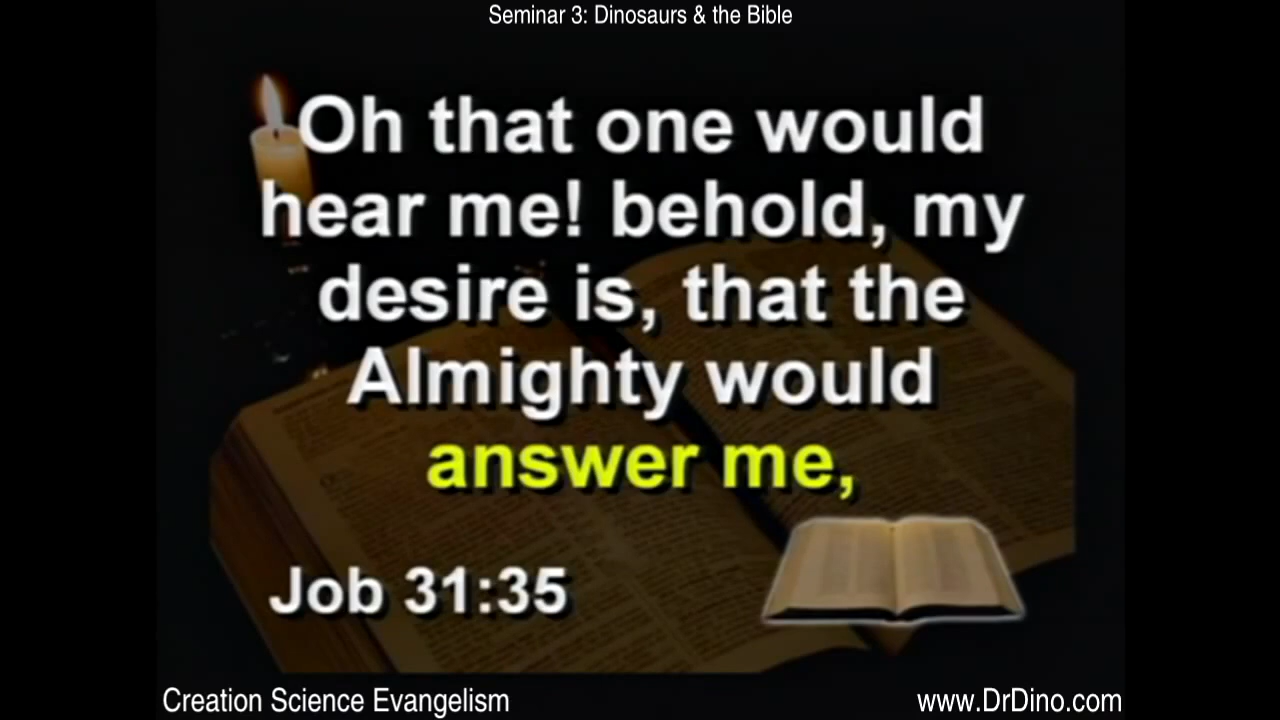 Seminar 3: Dinosaurs & the Bible
Oh that one would
hear me! behold, my
desire is, that the
Almighty would
answer me,
Job 31:35
Creation Science Evangelism
www.DrDino.com